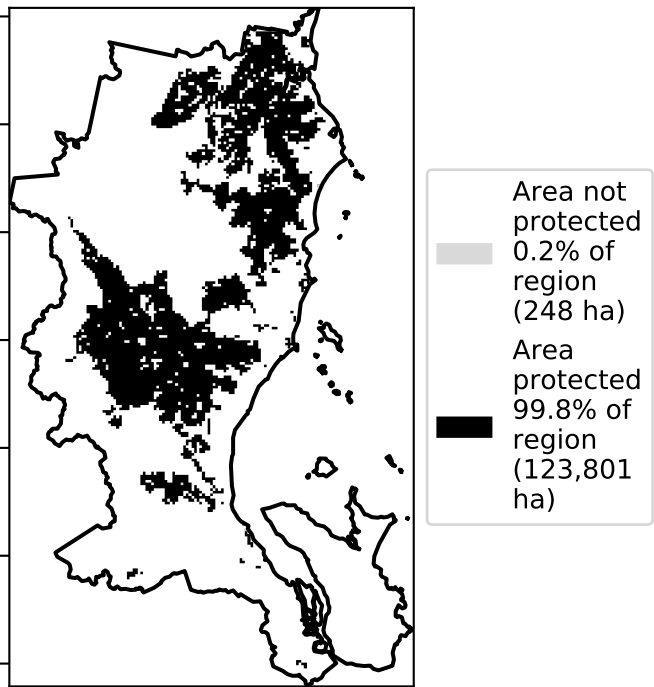 Area not
protected
0.2% of
region
(248 ha)
Area
protected
99.8% of
region
(123,801
ha)